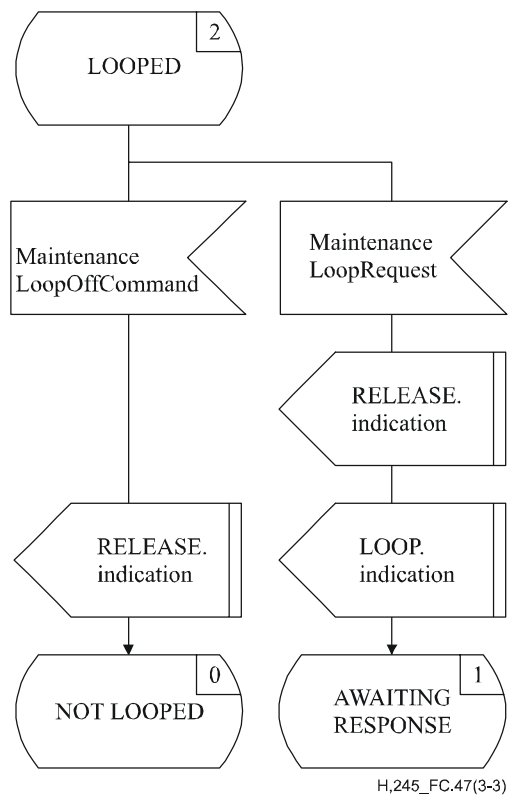 2
LOOPED
Maintenance
LoopOffCommand
Maintenance
LoopRequest
RELEASE.
indication
RELEASE.
indication
LOOP.
indication
0
NOT LOOPED
1
AWAITING
RESPONSE
H,245_FC.47(3-3)